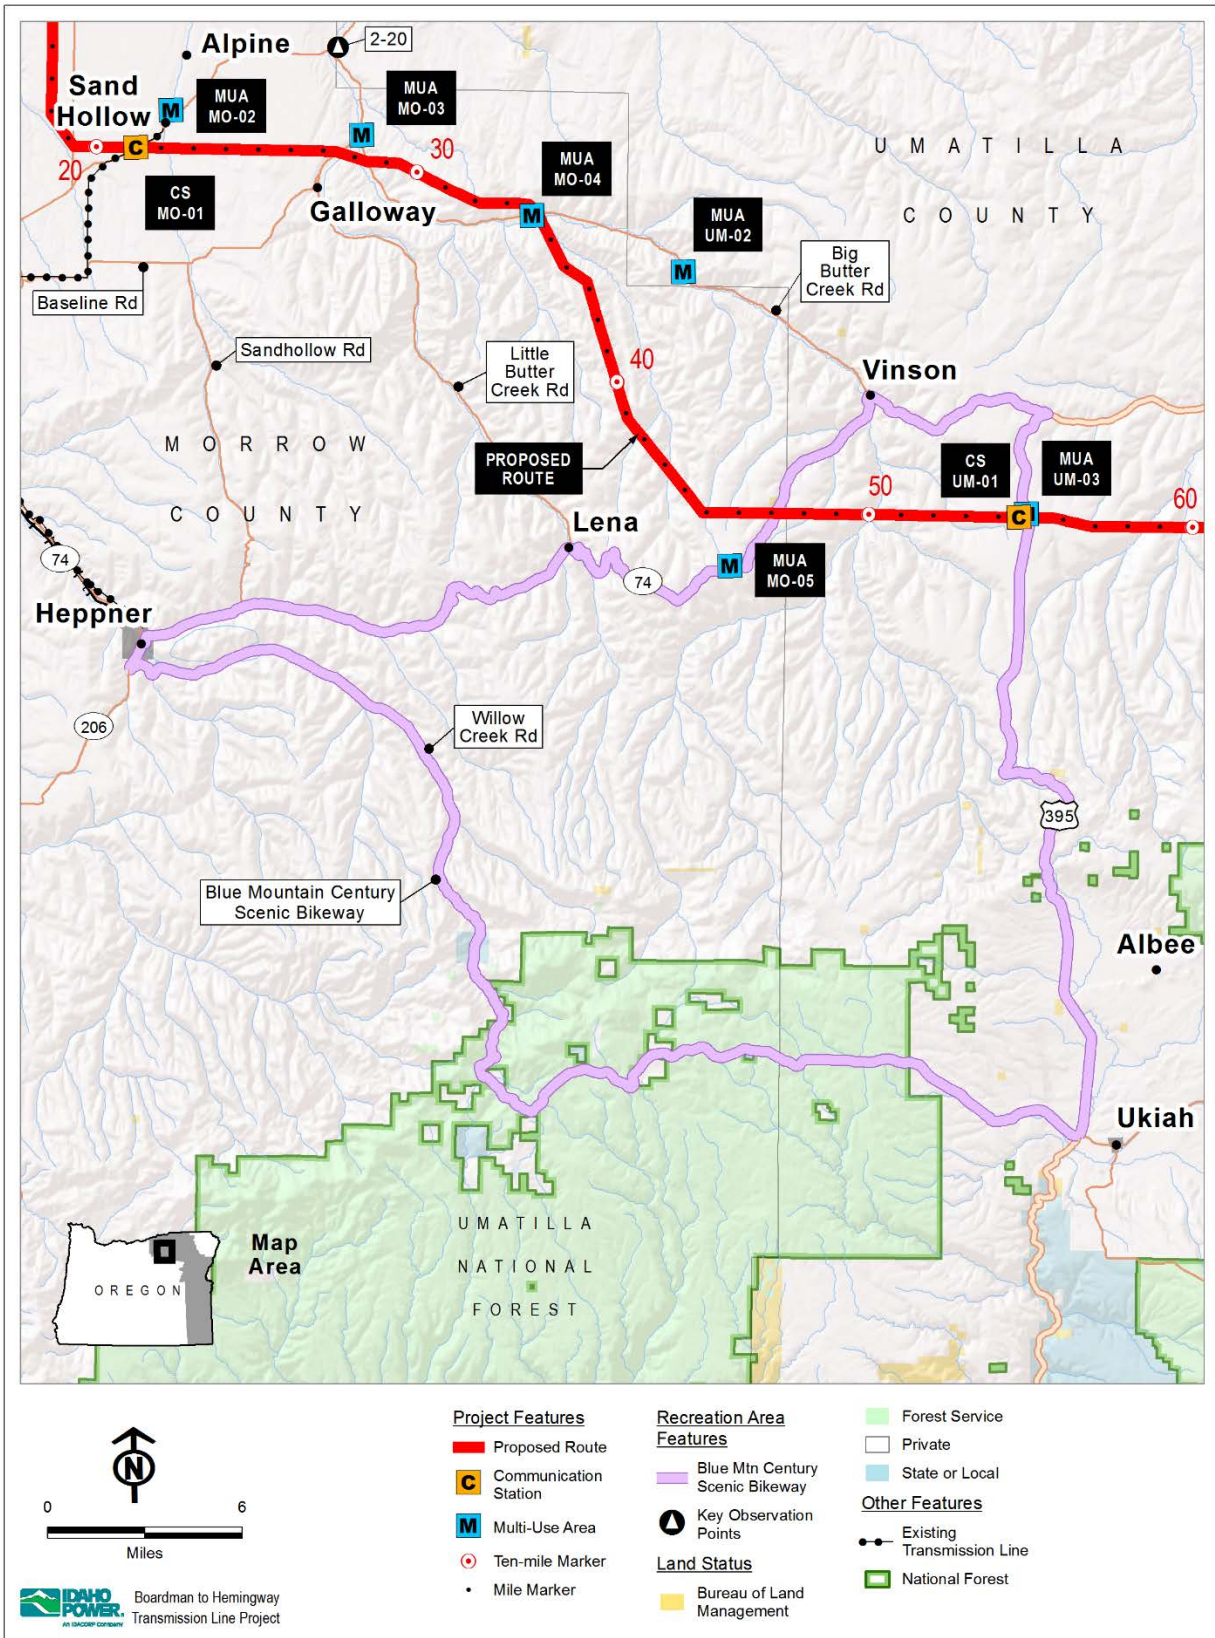 Alpine
2-20
Sand
Hollow
MUA
MO-02
MUA
MO-03
20
30
CS
MO-01
Galloway
MUA
MO-04
MUA
UM-02
UMATILLA
COUNTY
Big
Butter
Creek Rd
Baseline Rd
Sandhollow Rd
Little
Butter
Creek Rd
40
Vinson
MORROW
COUNTY
PROPOSED
ROUTE
CS
UM-01
MUA
UM-03
50
60
Lena
74
74
MUA
MO-05
Heppner
206
Willow
Creek Rd
395
Blue Mountain Century
Scenic Bikeway
Albee
Ukiah
UMATILLA
NATIONAL
FOREST
Map
Area
OREGON
N
0 6
Miles
IDAHO
POWER.
An IDACORP Company
Boardman to Hemingway
Transmission Line Project
Project Features
Proposed Route
C Communication
Station
M Multi-Use Area
Ten-mile Marker
Mile Marker
Recreation Area
Features
Blue Mtn Century
Scenic Bikeway
Key Observation
Points
Land Status
Bureau of Land
Management
Forest Service
Private
State or Local
Other Features
Existing
Transmission Line
National Forest